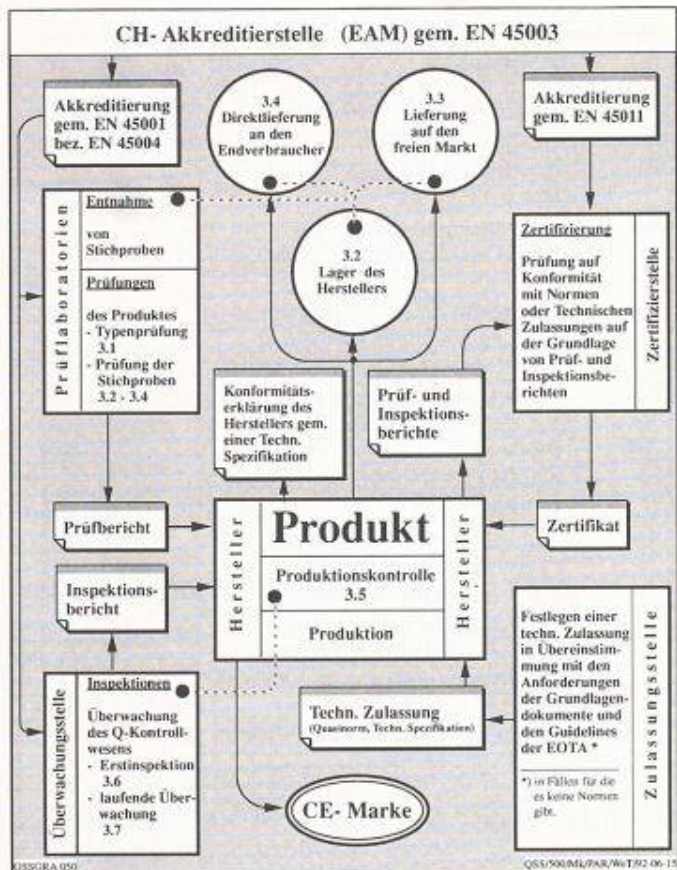 CH- Akkreditierstelle (EAM) gem. EN 45003
Akkreditierung
gem. EN 45001
bez. EN 45004
3.4
Direktlieferung
an den
Endverbraucher
3.3
Lieferung
auf den
freien Markt
Akkreditierung
gem. EN 45011
Prüflaboratorien
Entnahme
von
Stichproben
Prüfungen
des Produktes
- Typenprüfung
3.1
- Prüfung der
Stichproben
3.2 - 3.4
3.2
Lager des
Herstellers
Zertifizierung
Prüfung auf
Konformität
mit Normen
oder Technischen
Zulassungen auf
der Grundlage
von Prüf- und
Inspektionsbe-
richten
Zertifizierstelle
Konformitäts-
erklärung des
Herstellers gem.
einer Techn.
Spezifikation
Prüf- und
Inspektions-
berichte
Prüfbericht
Hersteller
Produkt
Hersteller
Zertifikat
Inspektions-
bericht
Produktionskontrolle
3.5
Produktion
Überwachungsstelle
Inspektionen
Überwachung
des Q-Kontroll-
wesens
- Erstinspektion
3.6
- laufende Über-
wachung
3.7
Techn. Zulassung
(Quasinorm, Techn. Spezifikation)
Festlegen einer
techn. Zulassung
in Übereinstim-
mung mit den
Anforderungen
der Grundlagen-
dokumente und
den Guidelines
der EOTA *
*) in Fällen für die
es keine Normen
gibt.
Zulassungsstelle
CE- Marke
QSSGRA 050
QSS/500/Mk/PAR/WeT/92-06-15